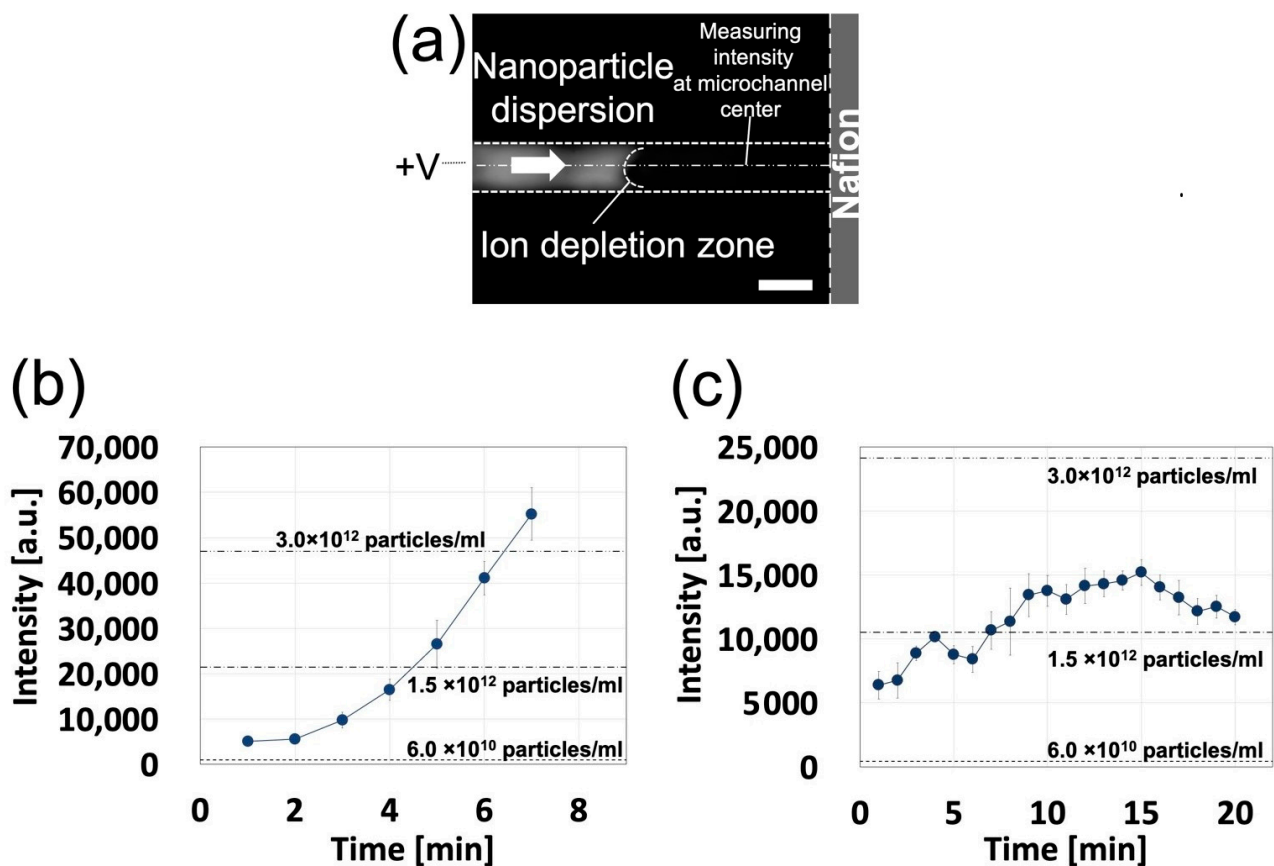 (a)
Measuring
intensity
at microchannel
center
Nanoparticle
dispersion
+V
Nafion
Ion depletion zone
(b)
70,000
60,000
50,000
40,000
30,000
20,000
10,000
0
Intensity [a.u.]
3.0×10¹² particles/ml
1.5 ×10¹² particles/ml
6.0 ×10¹⁰ particles/ml
0 2 4 6 8
Time [min]
(c)
25,000
20,000
15,000
10,000
5 000
0
Intensity [a.u.]
3.0×10¹² particles/ml
1.5 ×10¹² particles/ml
6.0 ×10¹⁰ particles/ml
0 5 10 15 20
Time [min]